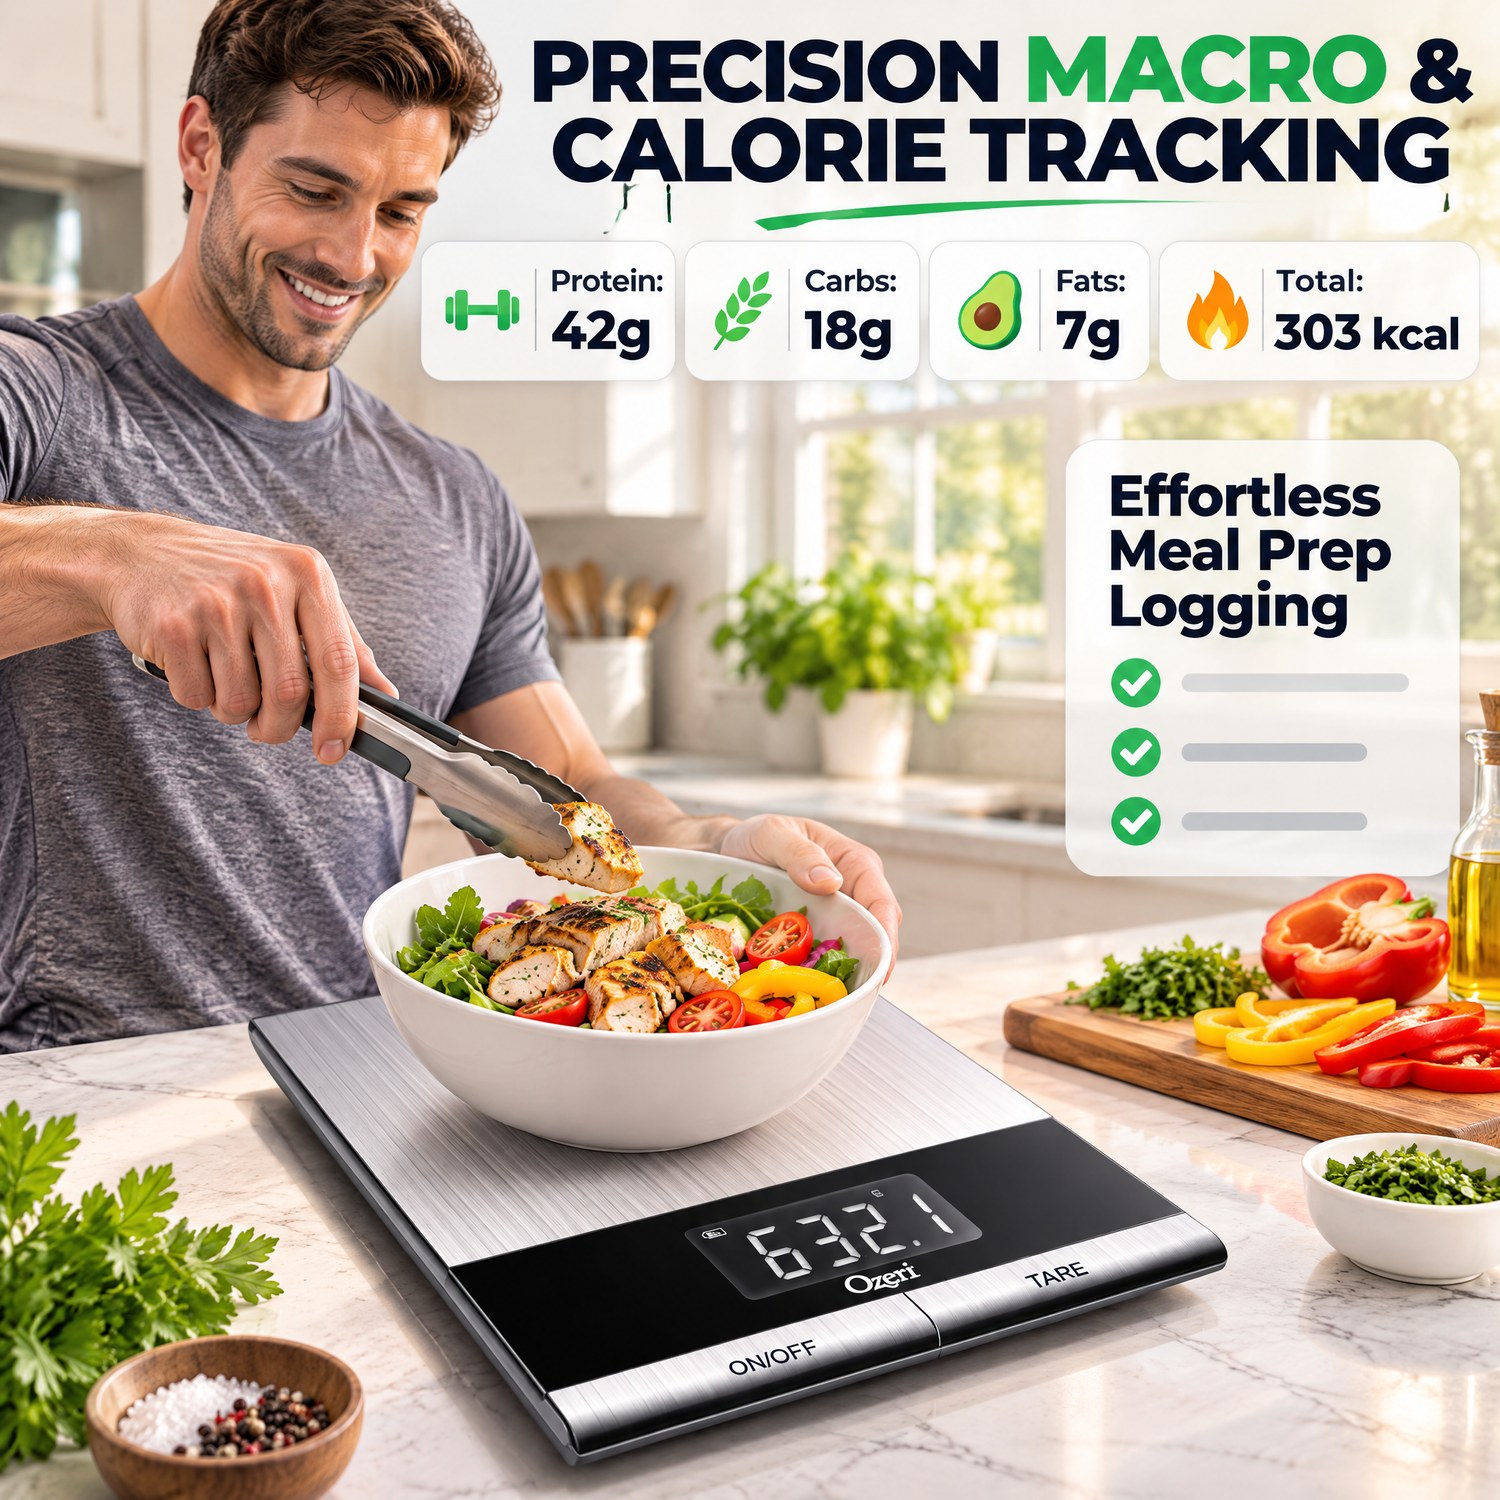 PRECISION MACRO &
CALORIE TRACKING
Protein:
42g
Carbs:
18g
Fats:
7g
Total:
303 kcal
Effortless
Meal Prep
Logging
632.1
Ozeri
TARE
ON/OFF